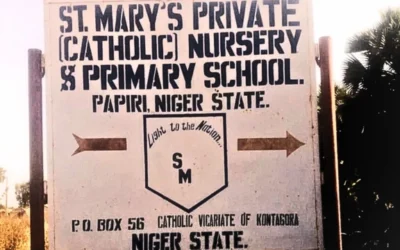 ST. MARY'S PRIVATE
(CATHOLIC) NURSERY
& PRIMARY SCHOOL.
PAPIRI, NIGER STATE.
Light to the Nation...
S
M
P.O. BOX 56 CATHOLIC VICARIATE OF KONTAGORA
NIGER STATE.